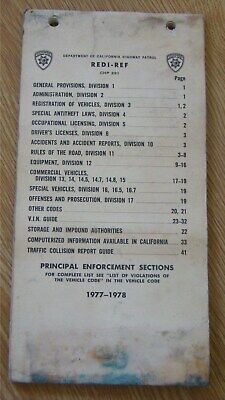 DEPARTMENT OF CALIFORNIA HIGHWAY PATROL
REDI-REF
CHP 281
Page
GENERAL PROVISIONS, DIVISION 1 1
ADMINISTRATION, DIVISION 2 1
REGISTRATION OF VEHICLES, DIVISION 3 1, 2
SPECIAL ANTITHEFT LAWS, DIVISION 4 2
OCCUPATIONAL LICENSING, DIVISION 5 2
DRIVER'S LICENSES, DIVISION 6 3
ACCIDENTS AND ACCIDENT REPORTS, DIVISION 10 3
RULES OF THE ROAD, DIVISION 11 3–8
EQUIPMENT, DIVISION 12 9–16
COMMERCIAL VEHICLES,
DIVISION 13, 14, 14.5, 14.7, 14.8, 15 17–19
SPECIAL VEHICLES, DIVISION 16, 16.5, 16.7 19
OFFENSES AND PROSECUTION, DIVISION 17 19
OTHER CODES 20, 21
V.I.N. GUIDE 23–32
STORAGE AND IMPOUND AUTHORITIES 22
COMPUTERIZED INFORMATION AVAILABLE IN CALIFORNIA 33
TRAFFIC COLLISION REPORT GUIDE 41
PRINCIPAL ENFORCEMENT SECTIONS
FOR COMPLETE LIST SEE "LIST OF VIOLATIONS OF
THE VEHICLE CODE" IN THE VEHICLE CODE
1977–1978